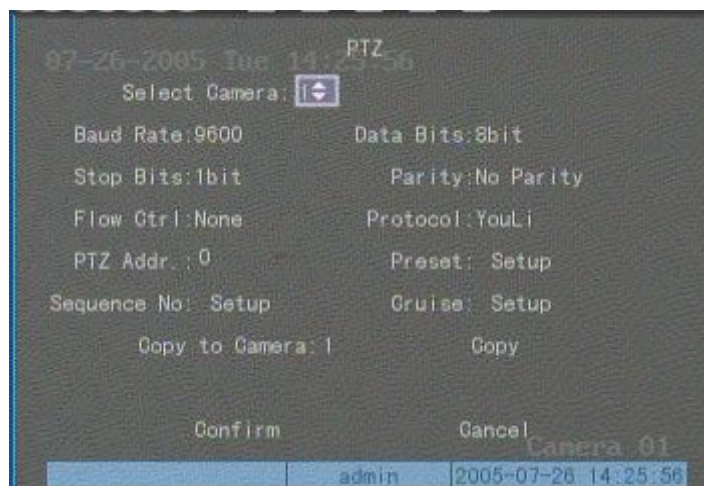 PTZ
07-26-2005 Tue 14:25:56
Select Camera: 1
Baud Rate:9600 Data Bits:8bit
Stop Bits:1bit Parity:No Parity
Flow Ctrl:None Protocol:YouLi
PTZ Addr. :0 Preset: Setup
Sequence No: Setup Cruise: Setup
Copy to Camera:1 Copy
Confirm Cancel
Camera 01
admin 2005-07-26 14:25:56